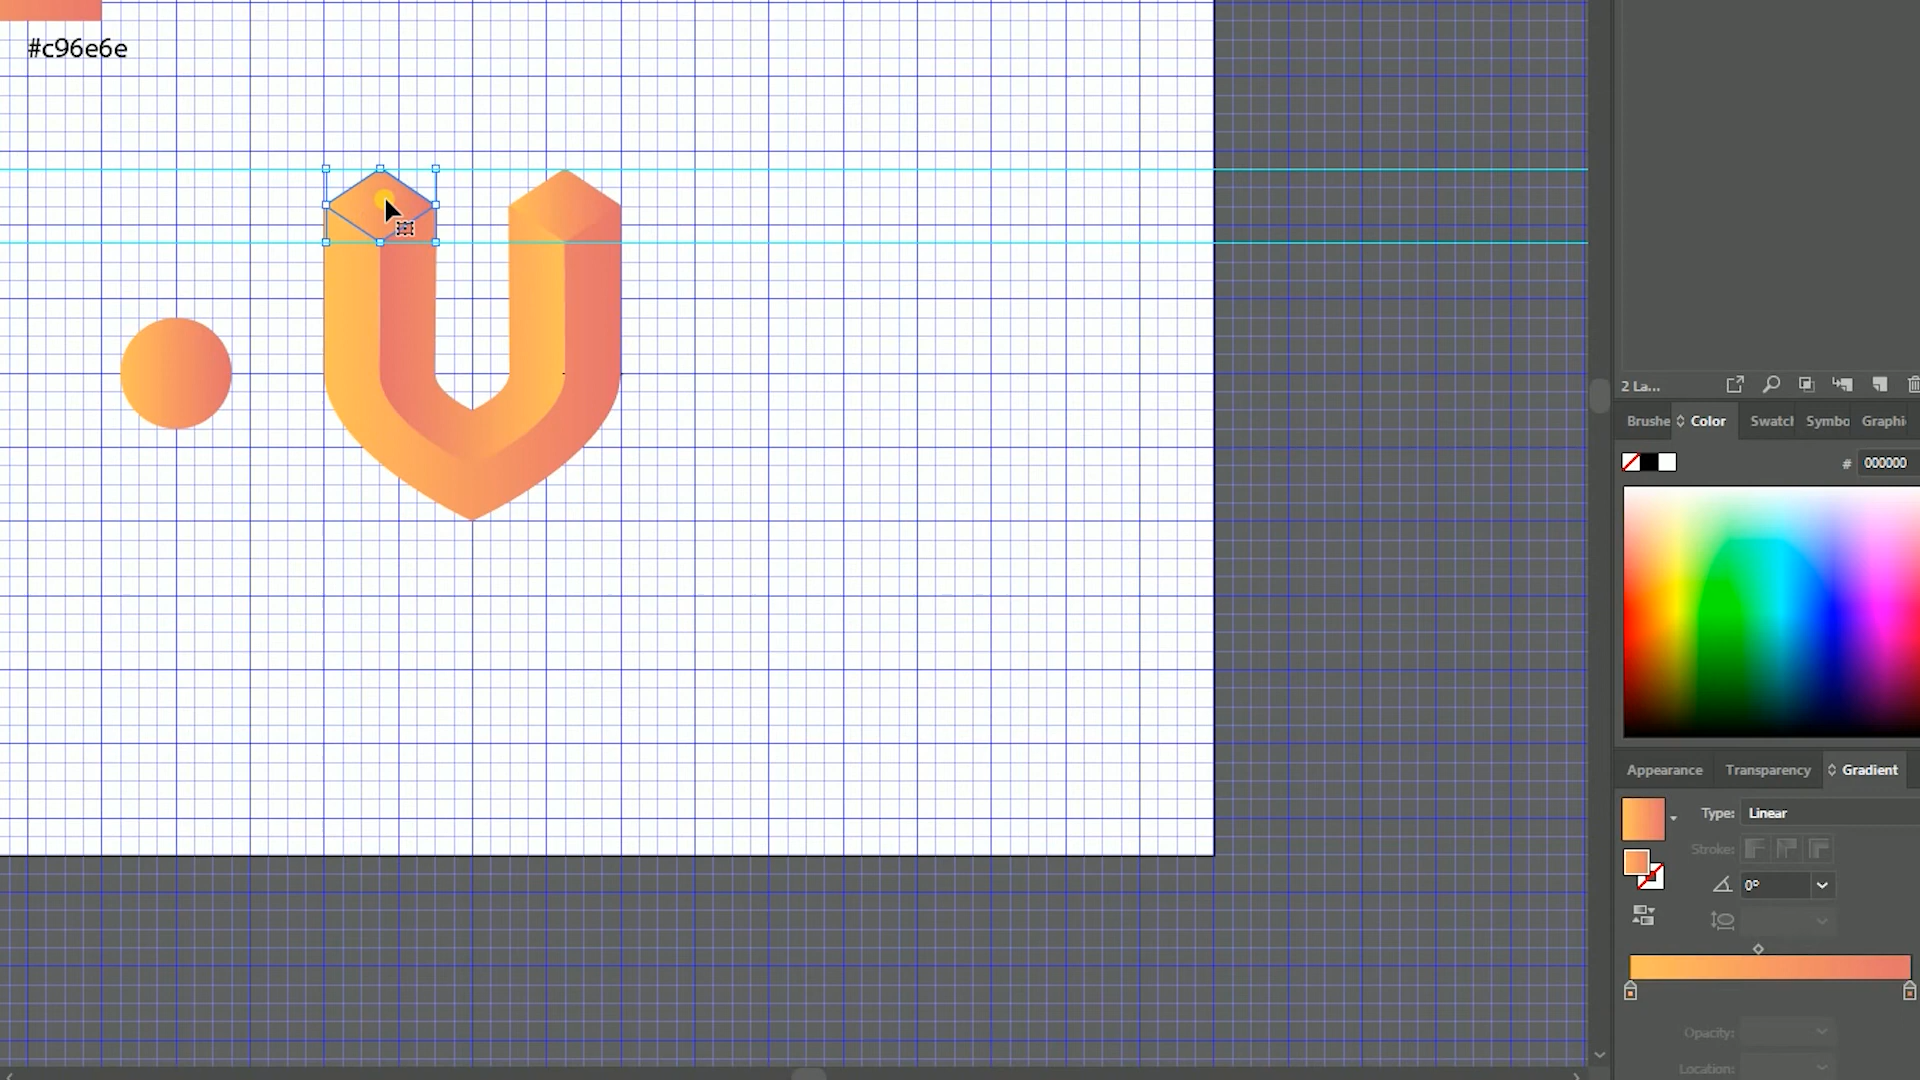 #c96e6e
2 La...
Brushe Color Swatcl Symbo Graphi
# 000000
Appearance Transparency Gradient
Type: Linear
Stroke:
0°
Opacity:
Location: